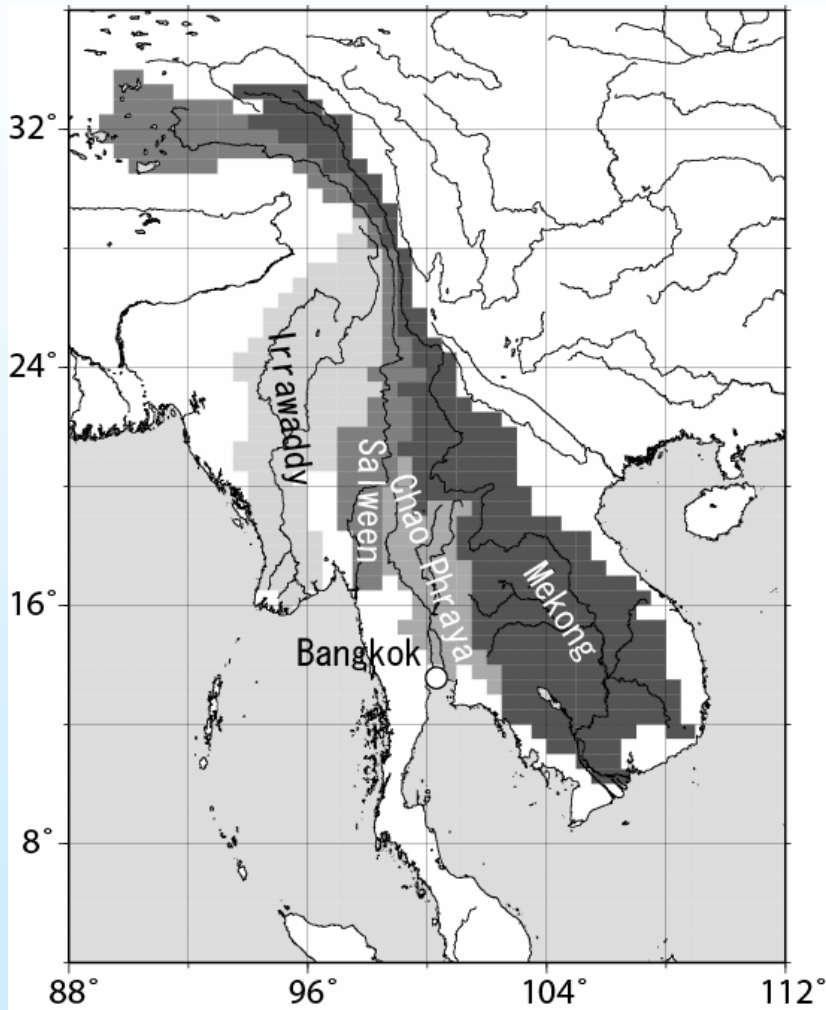 32°
24°
16°
8°
88°
96°
104°
112°
Irrawaddy
Salween
Chao Phraya
Mekong
Bangkok